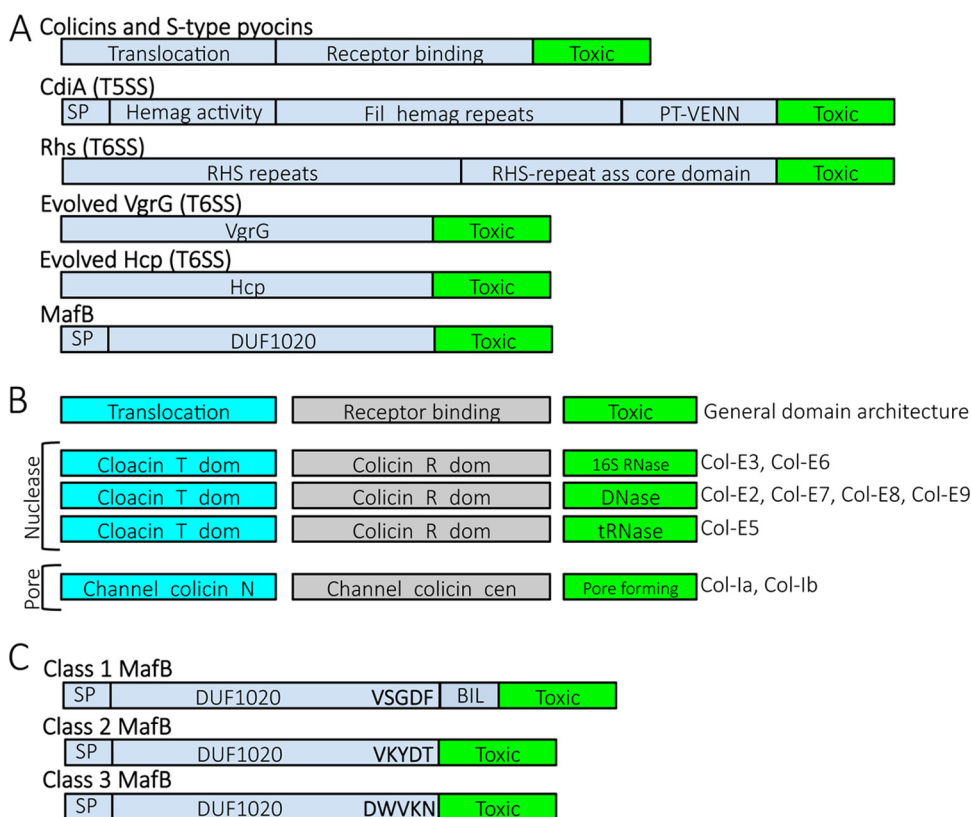 A Colicins and S-type pyocins
Translocation Receptor binding Toxic
CdiA (T5SS)
SP Hemag activity Fil hemag repeats PT-VENN Toxic
Rhs (T6SS)
RHS repeats RHS-repeat ass core domain Toxic
Evolved VgrG (T6SS)
VgrG Toxic
Evolved Hcp (T6SS)
Hcp Toxic
MafB
SP DUF1020 Toxic
B
Translocation Receptor binding Toxic General domain architecture
Nuclease
Cloacin T dom Colicin R dom 16S RNase Col-E3, Col-E6
Cloacin T dom Colicin R dom DNase Col-E2, Col-E7, Col-E8, Col-E9
Cloacin T dom Colicin R dom tRNase Col-E5
Pore
Channel colicin N Channel colicin cen Pore forming Col-Ia, Col-Ib
C
Class 1 MafB
SP DUF1020 VSGDF BIL Toxic
Class 2 MafB
SP DUF1020 VKYDT Toxic
Class 3 MafB
SP DUF1020 DWVKN Toxic